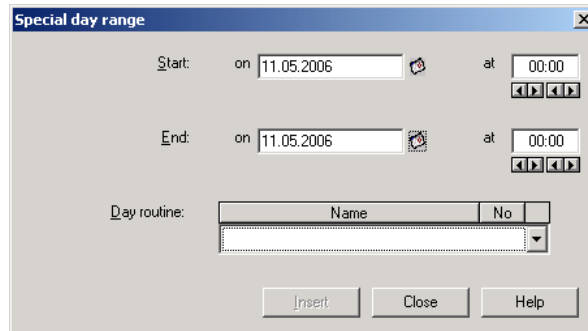 Special day range
Start: on 11.05.2006 at 00:00
End: on 11.05.2006 at 00:00
Day routine: Name No
Insert Close Help